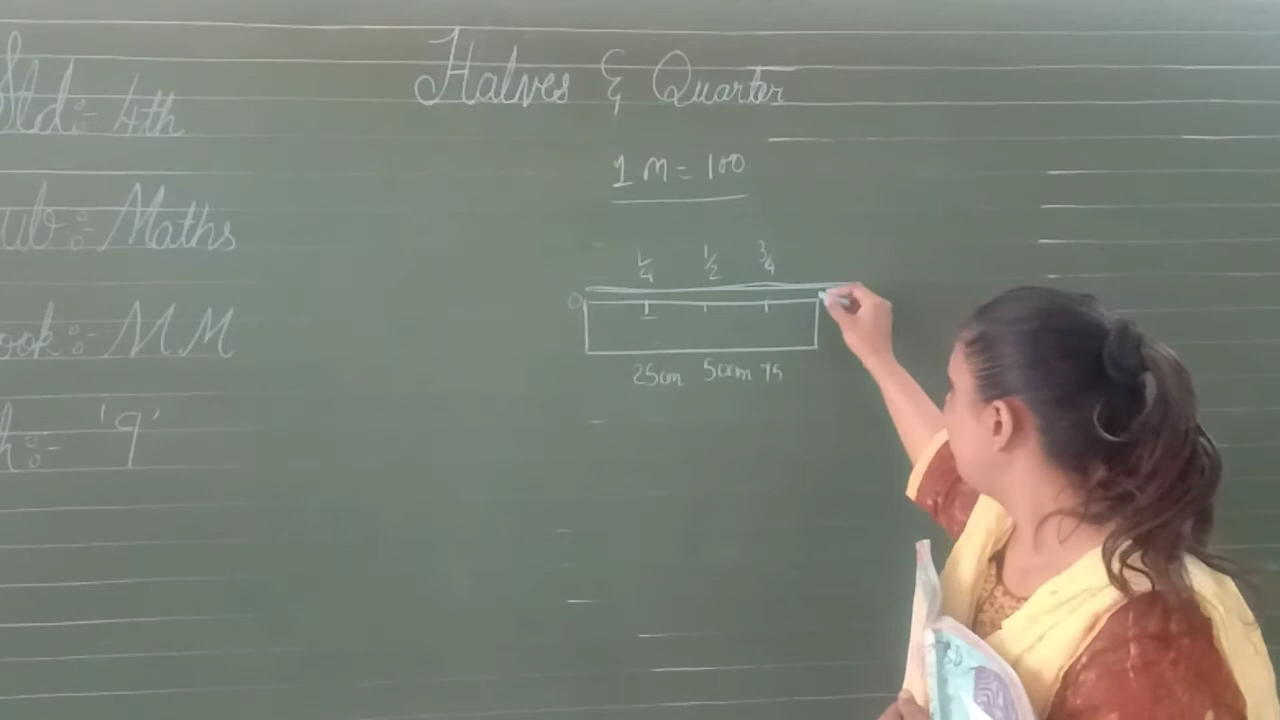 Halves & Quarter
Std:- 4th
ub:- Maths
ook:- MM
h:- '9'
1 M = 100
1/4 1/2 3/4
0
25cm 50cm 75